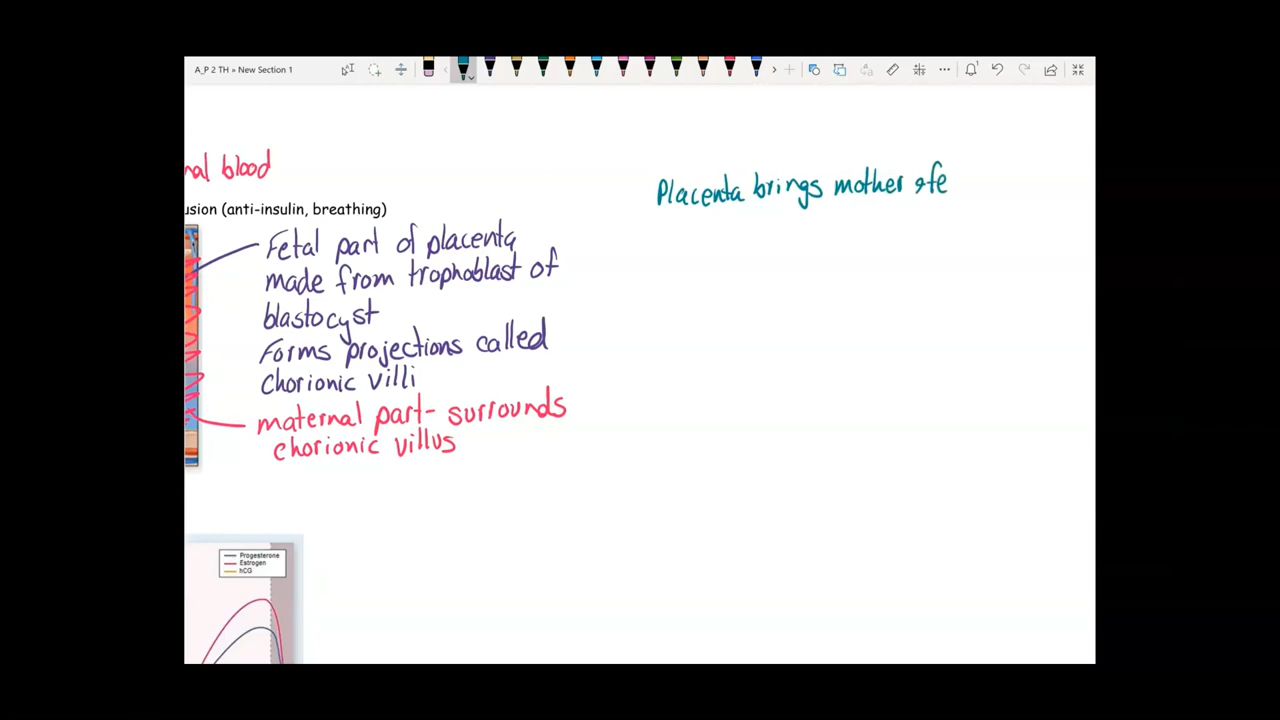 A_P 2 TH » New Section 1
nal blood
usion (anti-insulin, breathing)
Fetal part of placenta
made from trophoblast of
blastocyst
Forms projections called
Chorionic villi
maternal part- surrounds
chorionic villus
Placenta brings mother & fe
Progesterone
Estrogen
hCG